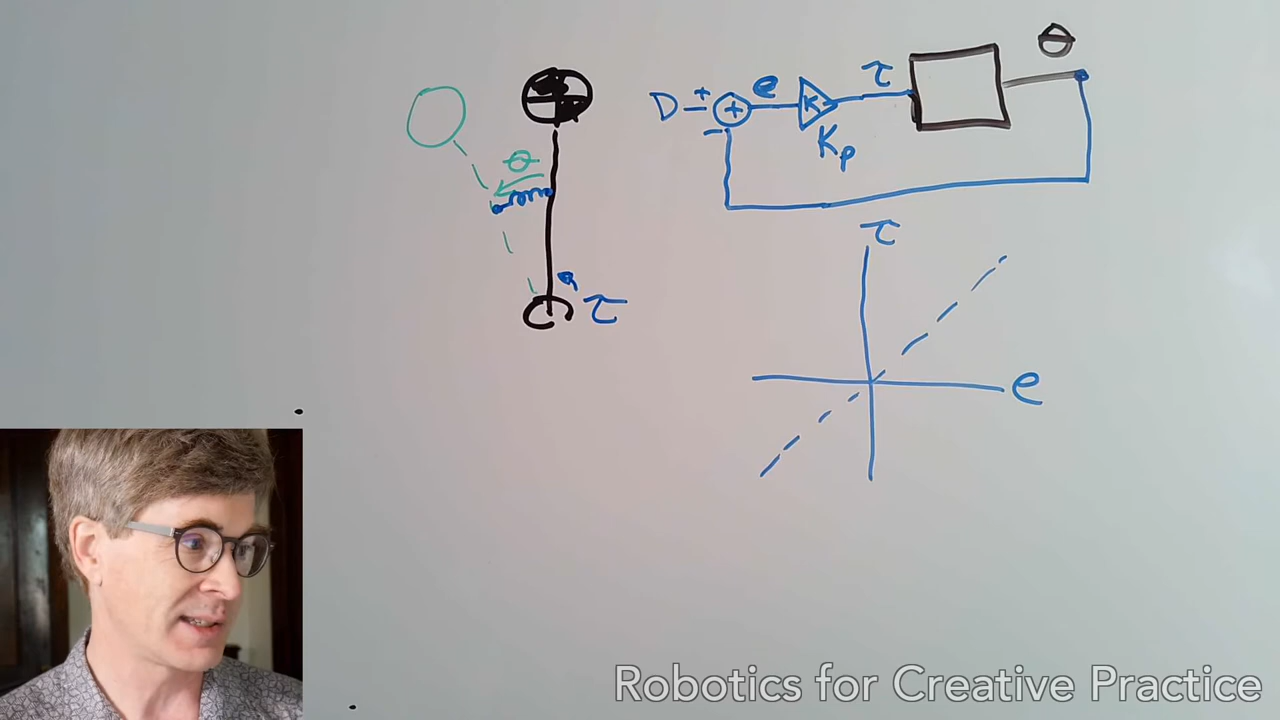 θ
D + e τ θ
+
K
−
Kp
θ
τ
τ
e
Robotics for Creative Practice